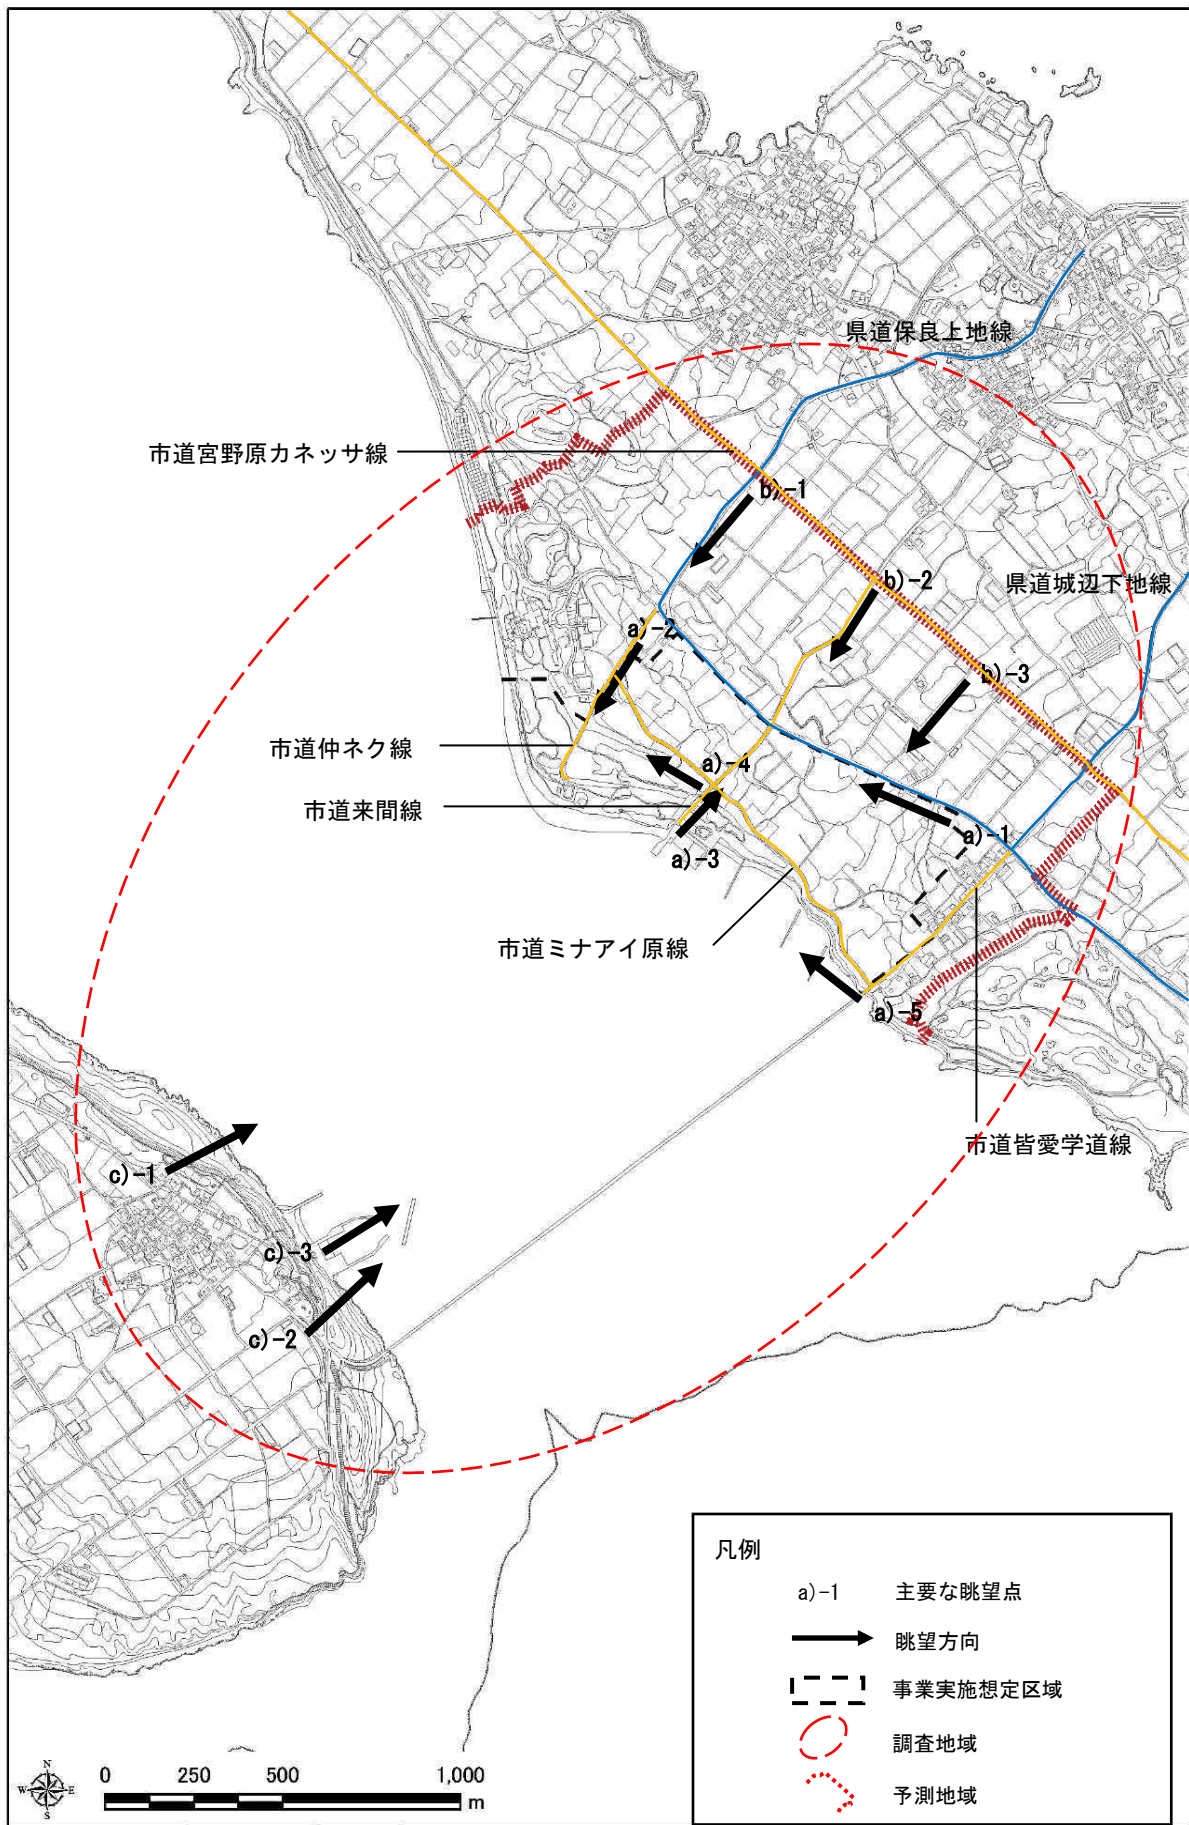 県道保良上地線
市道宮野原カネッサ線
b)-1
b)-2
県道城辺下地線
a)-2
b)-3
市道仲ネク線
a)-4
市道来間線
a)-1
a)-3
市道ミナアイ原線
a)-5
市道皆愛学道線
c)-1
c)-3
c)-2
凡例
a)-1 主要な眺望点
眺望方向
事業実施想定区域
調査地域
予測地域
N
W E
S
0 250 500 1,000
m